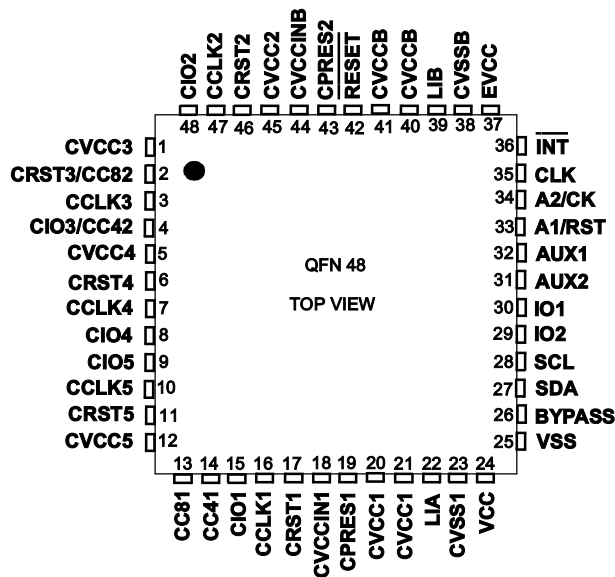 CIO2
CCLK2
CRST2
CVCC2
CVCCINB
CPRES2
RESET
CVCCB
CVCCB
LIB
CVSSB
EVCC
48 47 46 45 44 43 42 41 40 39 38 37
CVCC3 1
CRST3/CC82 2
CCLK3 3
CIO3/CC42 4
CVCC4 5
CRST4 6
CCLK4 7
CIO4 8
CIO5 9
CCLK5 10
CRST5 11
CVCC5 12
QFN 48
TOP VIEW
36 INT
35 CLK
34 A2/CK
33 A1/RST
32 AUX1
31 AUX2
30 IO1
29 IO2
28 SCL
27 SDA
26 BYPASS
25 VSS
13 14 15 16 17 18 19 20 21 22 23 24
CC81
CC41
CIO1
CCLK1
CRST1
CVCCIN1
CPRES1
CVCC1
CVCC1
LIA
CVSS1
VCC